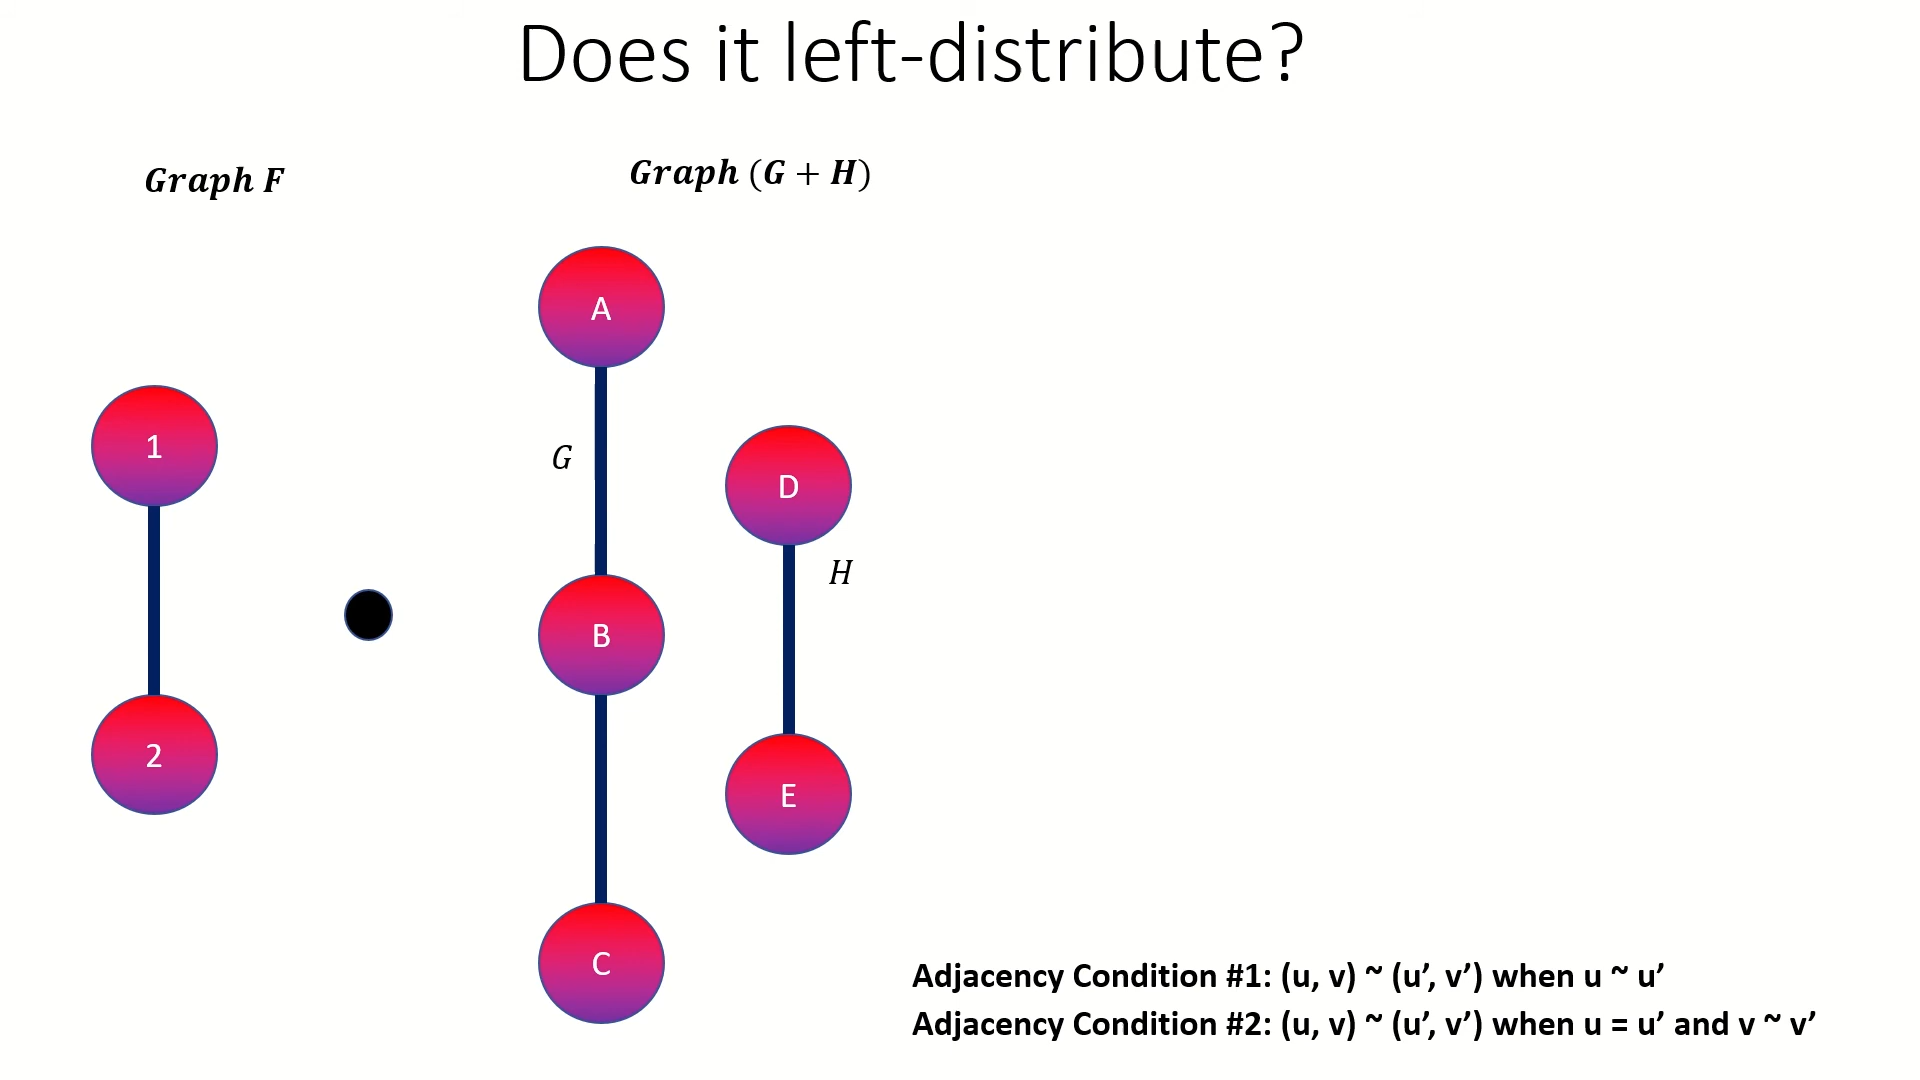 Does it left-distribute?
Graph F
Graph (G + H)
A
1
G
D
H
B
2
E
C
Adjacency Condition #1: (u, v) ~ (u’, v’) when u ~ u’
Adjacency Condition #2: (u, v) ~ (u’, v’) when u = u’ and v ~ v’